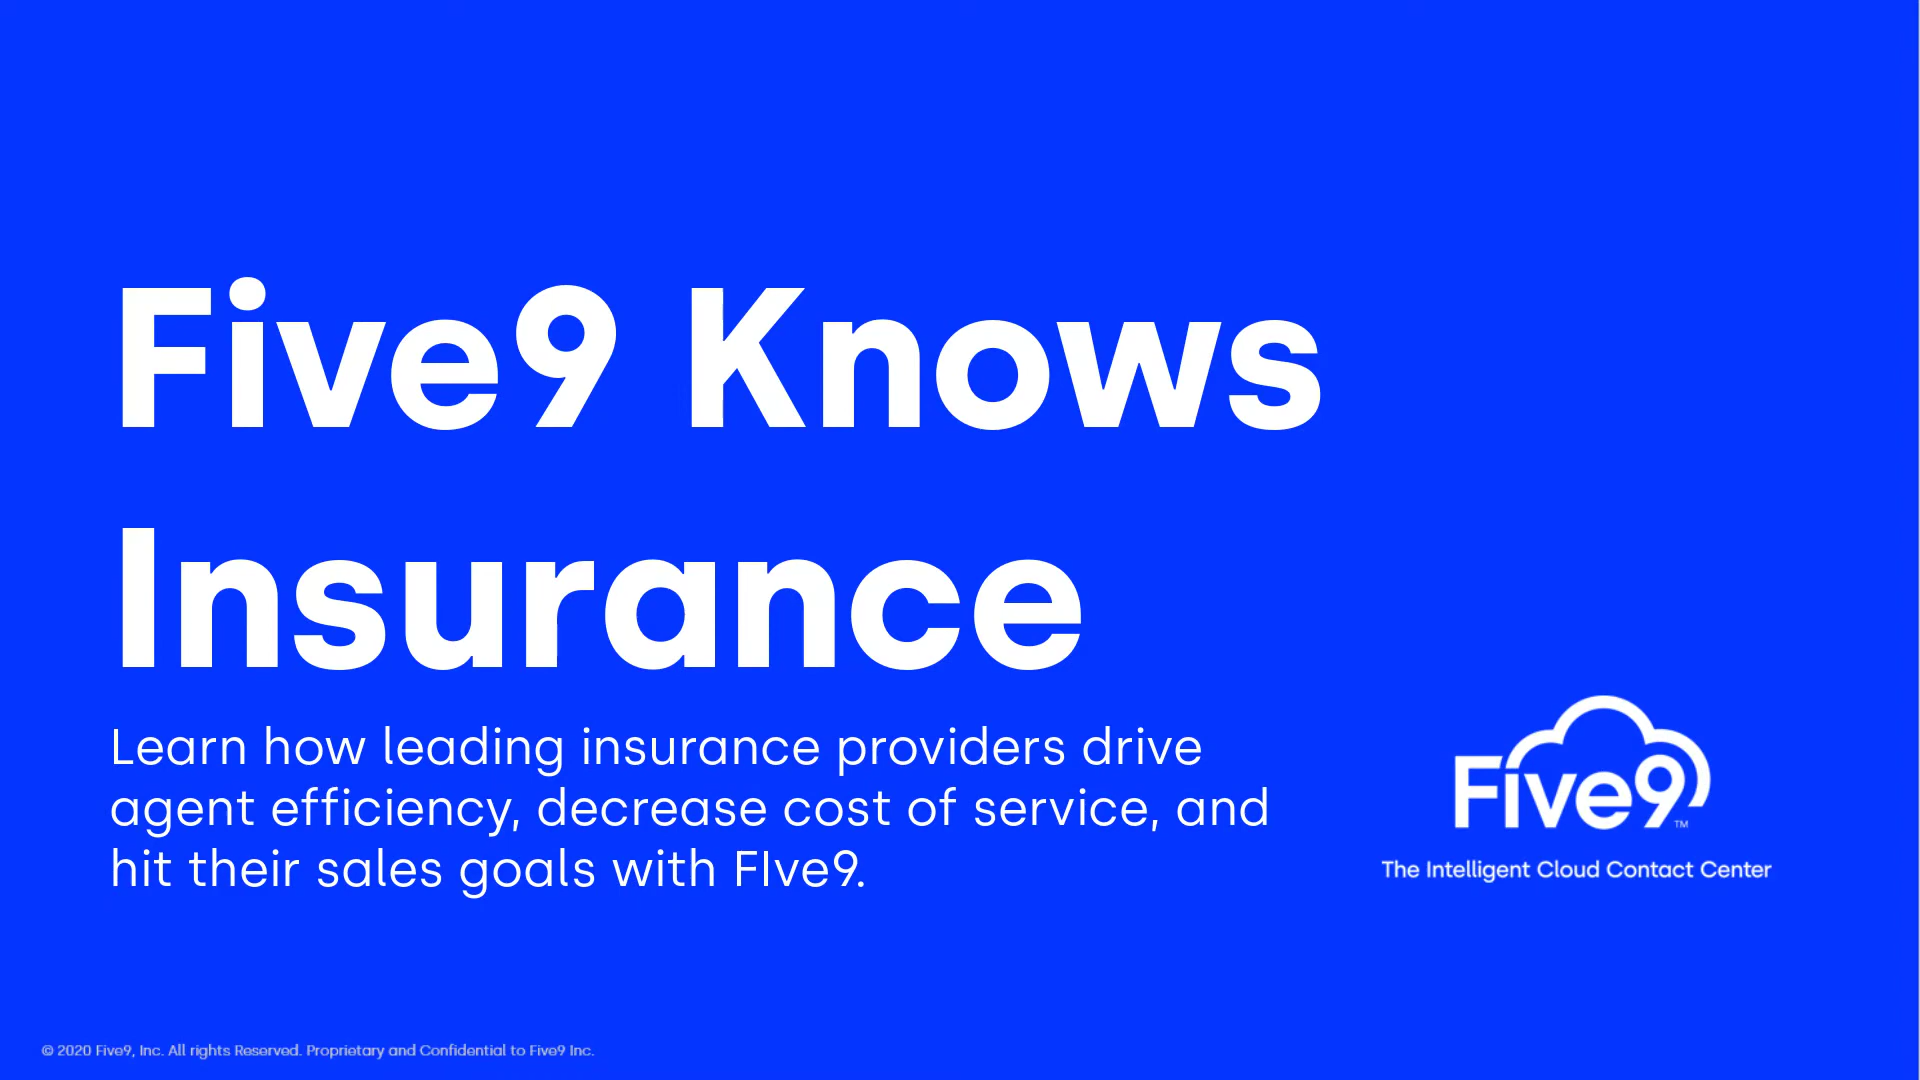 Five9 Knows
Insurance
Learn how leading insurance providers drive
agent efficiency, decrease cost of service, and
hit their sales goals with FIve9.
Five9™
The Intelligent Cloud Contact Center
© 2020 Five9, Inc. All rights Reserved. Proprietary and Confidential to Five9 Inc.